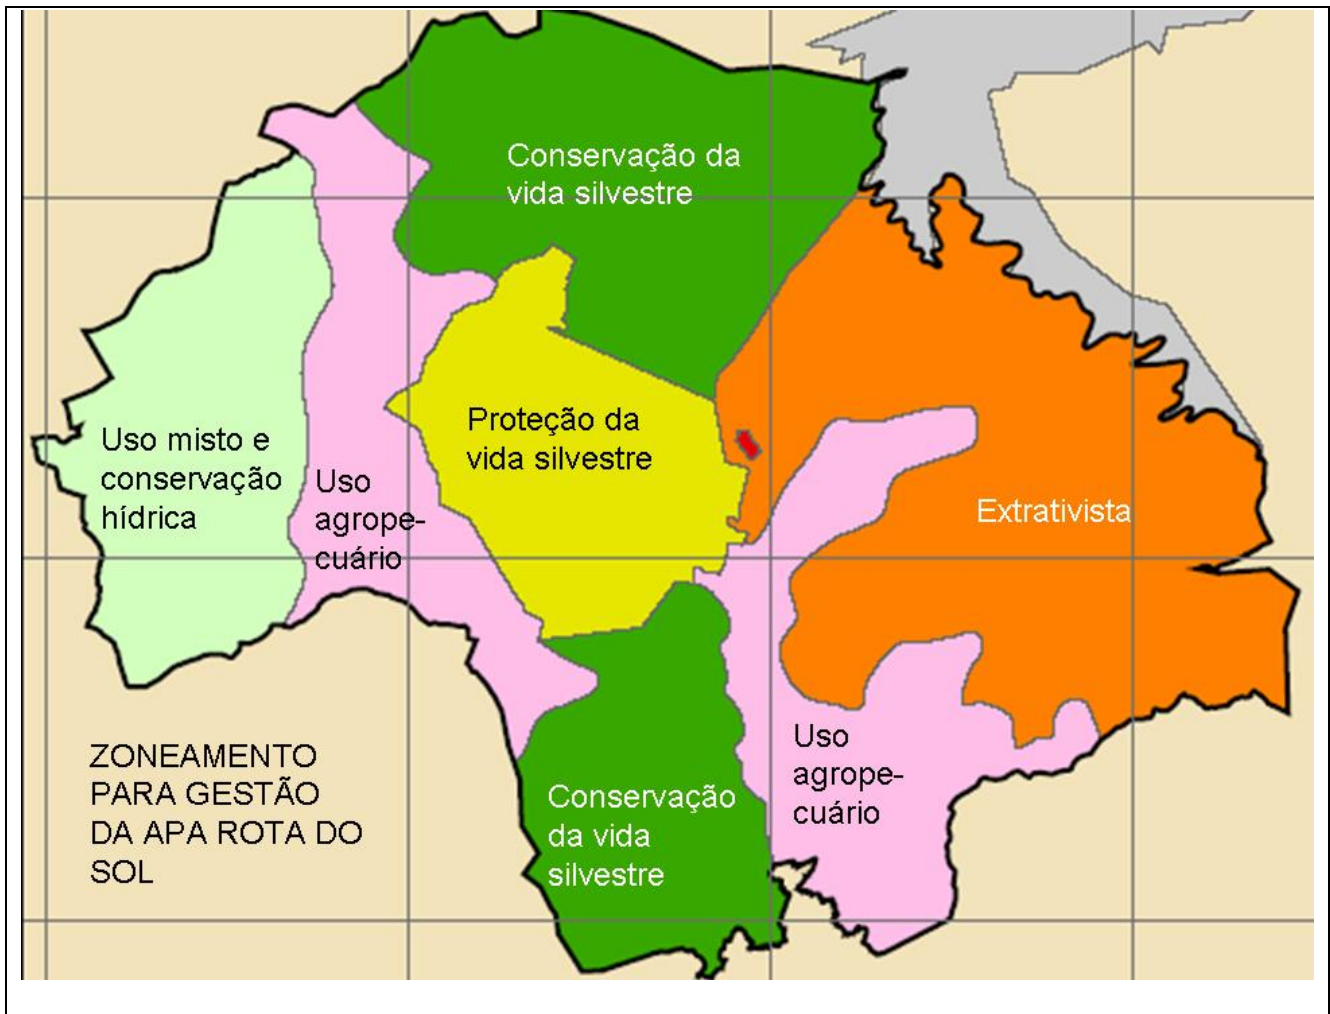 Conservação da
vida silvestre
Proteção da
vida silvestre
Uso misto e
conservação
hídrica
Uso
agrope-
cuário
Extrativista
Uso
agrope-
cuário
Conservação
da vida
silvestre
ZONEAMENTO
PARA GESTÃO
DA APA ROTA DO
SOL